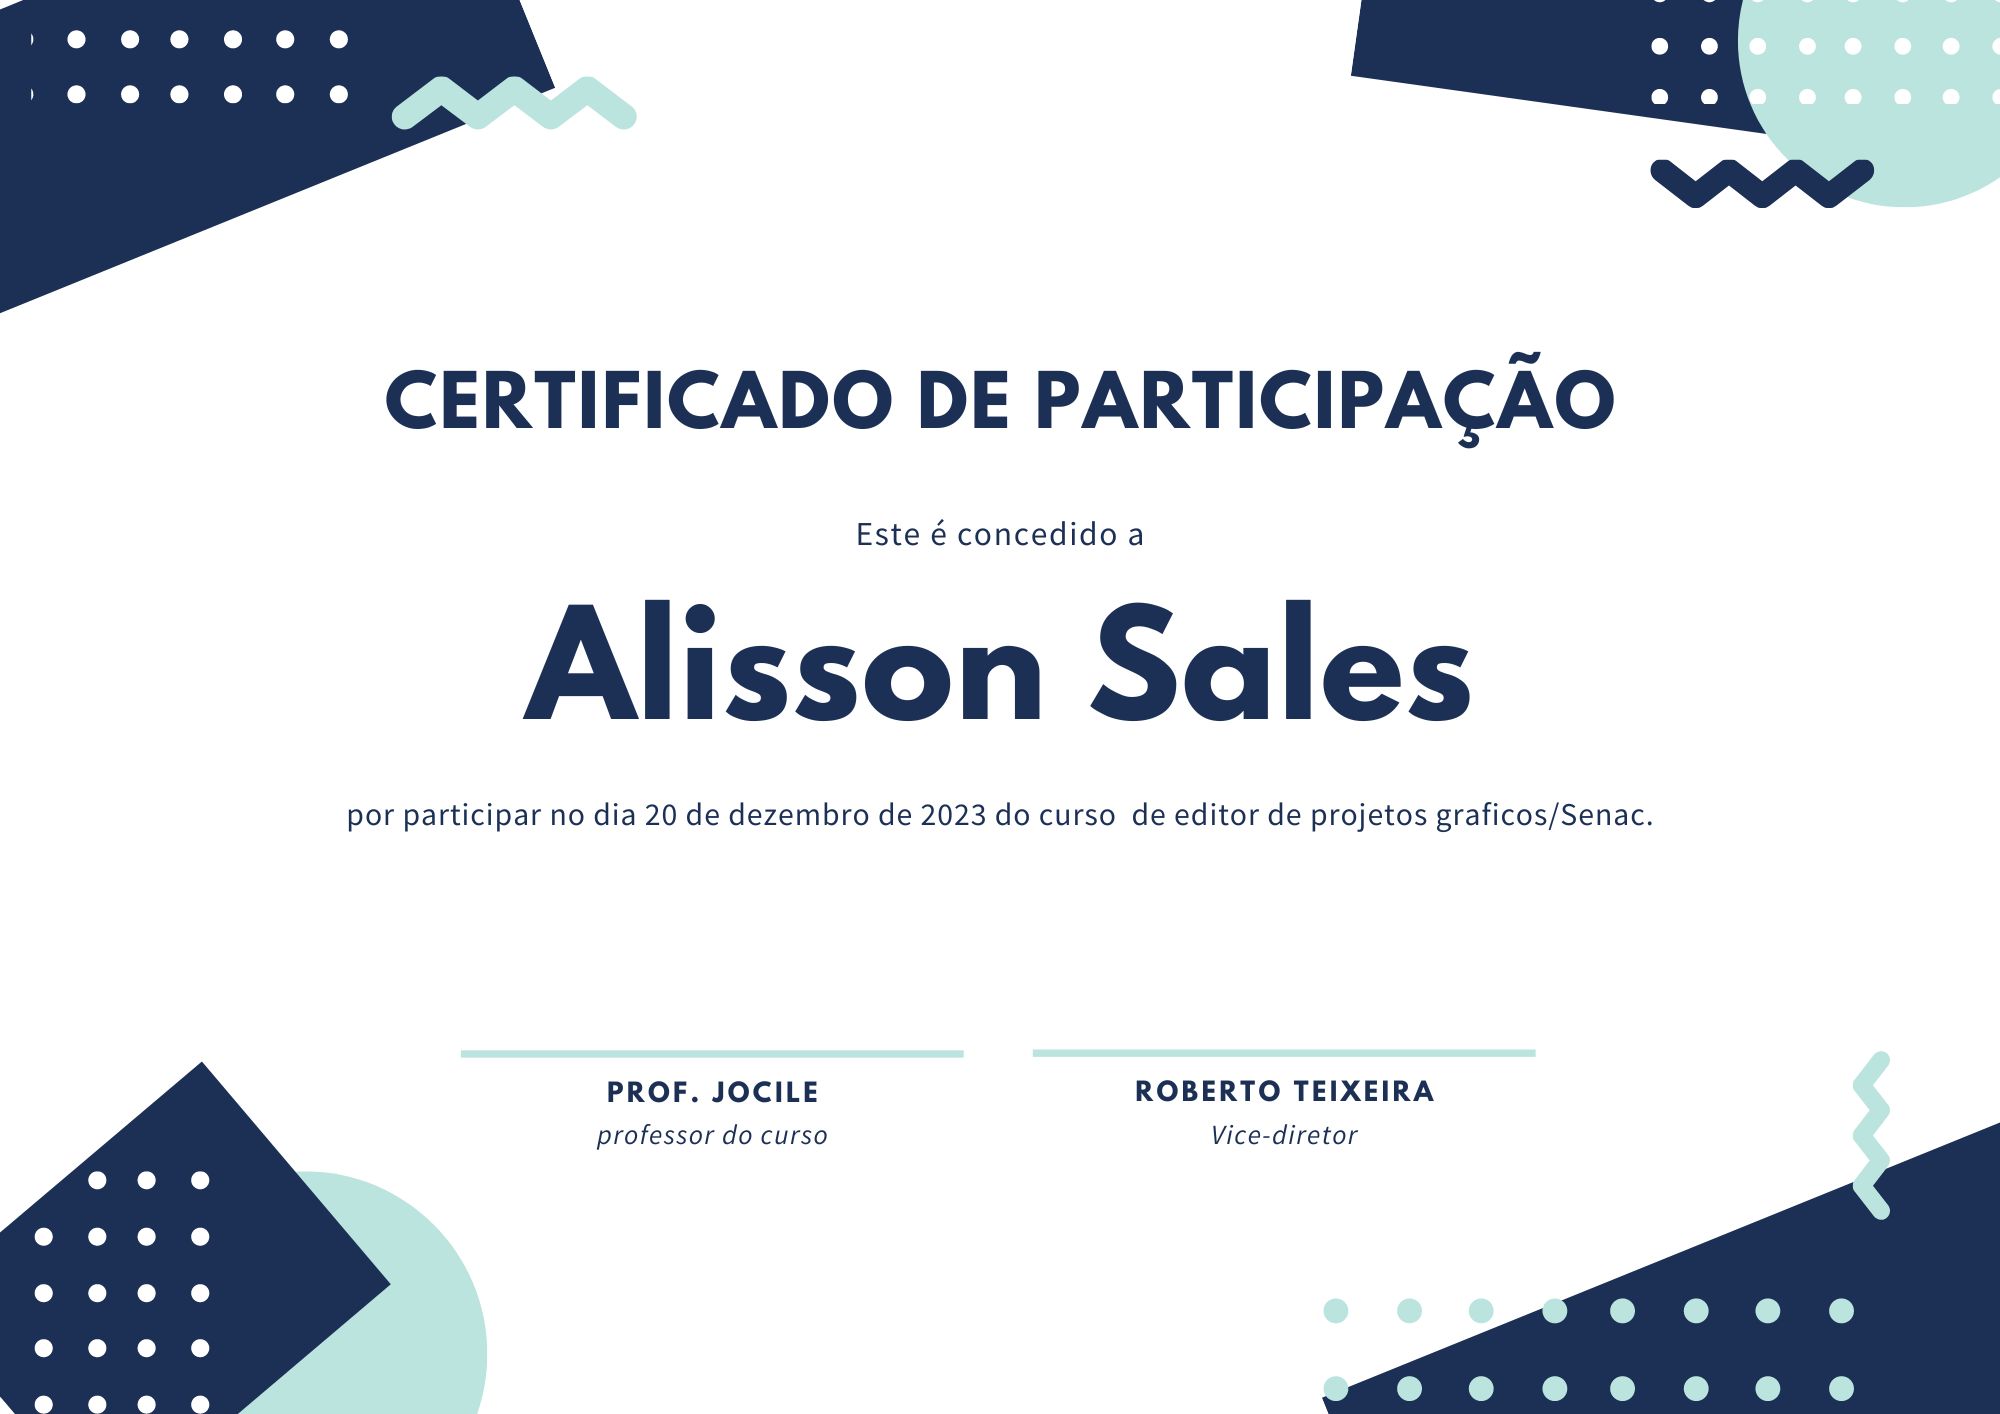 CERTIFICADO DE PARTICIPAÇÃO
Este é concedido a
Alisson Sales
por participar no dia 20 de dezembro de 2023 do curso  de editor de projetos graficos/Senac.
PROF. JOCILE
professor do curso
ROBERTO TEIXEIRA
Vice-diretor